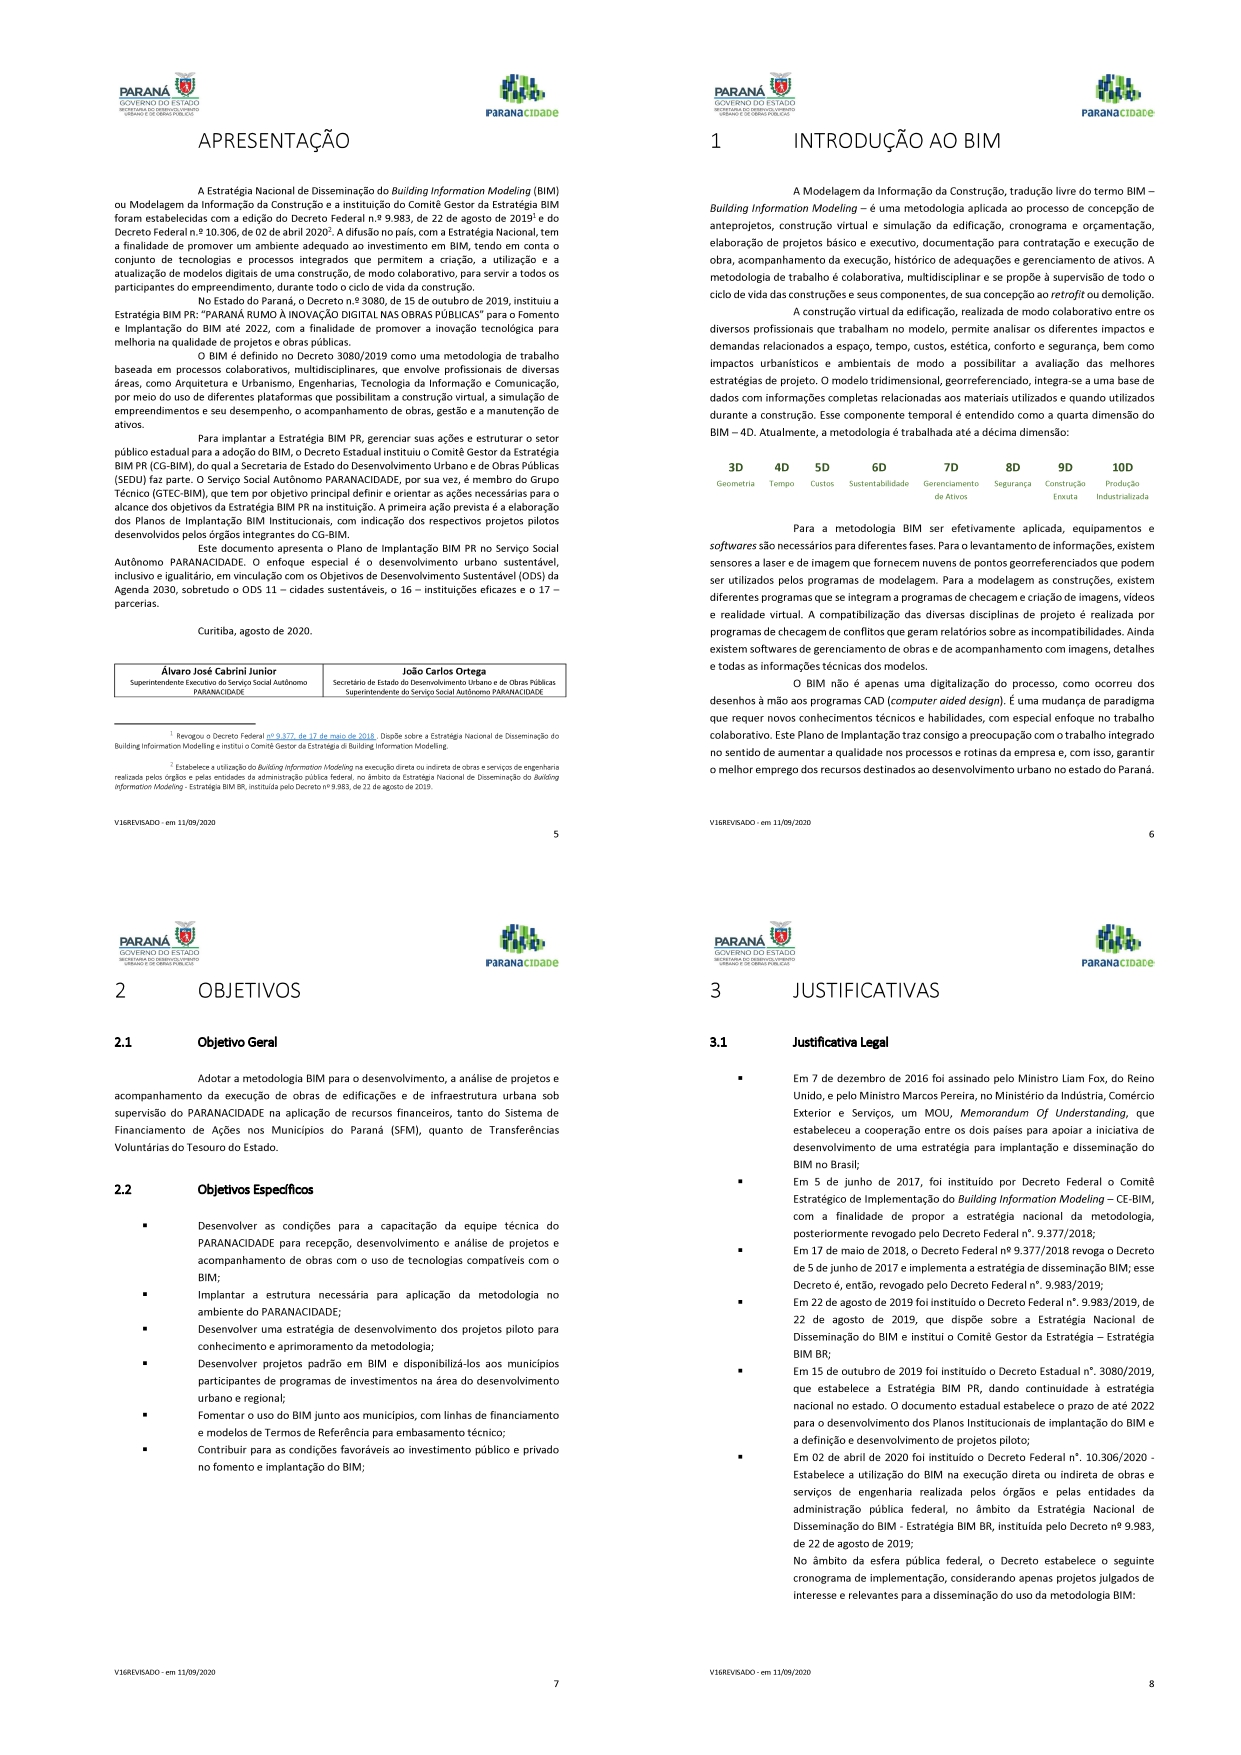 PARANÁ
GOVERNO DO ESTADO
SECRETARIA DO DESENVOLVIMENTO
URBANO E DE OBRAS PÚBLICAS
PARANACIDADE
APRESENTAÇÃO
A Estratégia Nacional de Disseminação do Building Information Modeling (BIM)
ou Modelagem da Informação da Construção e a instituição do Comitê Gestor da Estratégia BIM
foram estabelecidas com a edição do Decreto Federal n.º 9.983, de 22 de agosto de 2019¹ e do
Decreto Federal n.º 10.306, de 02 de abril 2020². A difusão no país, com a Estratégia Nacional, tem
a finalidade de promover um ambiente adequado ao investimento em BIM, tendo em conta o
conjunto de tecnologias e processos integrados que permitem a criação, a utilização e a
atualização de modelos digitais de uma construção, de modo colaborativo, para servir a todos os
participantes do empreendimento, durante todo o ciclo de vida da construção.
No Estado do Paraná, o Decreto n.º 3080, de 15 de outubro de 2019, instituiu a
Estratégia BIM PR: “PARANÁ RUMO À INOVAÇÃO DIGITAL NAS OBRAS PÚBLICAS” para o Fomento
e Implantação do BIM até 2022, com a finalidade de promover a inovação tecnológica para
melhoria na qualidade de projetos e obras públicas.
O BIM é definido no Decreto 3080/2019 como uma metodologia de trabalho
baseada em processos colaborativos, multidisciplinares, que envolve profissionais de diversas
áreas, como Arquitetura e Urbanismo, Engenharias, Tecnologia da Informação e Comunicação,
por meio do uso de diferentes plataformas que possibilitam a construção virtual, a simulação de
empreendimentos e seu desempenho, o acompanhamento de obras, gestão e a manutenção de
ativos.
Para implantar a Estratégia BIM PR, gerenciar suas ações e estruturar o setor
público estadual para a adoção do BIM, o Decreto Estadual instituiu o Comitê Gestor da Estratégia
BIM PR (CG-BIM), do qual a Secretaria de Estado do Desenvolvimento Urbano e de Obras Públicas
(SEDU) faz parte. O Serviço Social Autônomo PARANACIDADE, por sua vez, é membro do Grupo
Técnico (GTEC-BIM), que tem por objetivo principal definir e orientar as ações necessárias para o
alcance dos objetivos da Estratégia BIM PR na instituição. A primeira ação prevista é a elaboração
dos Planos de Implantação BIM Institucionais, com indicação dos respectivos projetos pilotos
desenvolvidos pelos órgãos integrantes do CG-BIM.
Este documento apresenta o Plano de Implantação BIM PR no Serviço Social
Autônomo PARANACIDADE. O enfoque especial é o desenvolvimento urbano sustentável,
inclusivo e igualitário, em vinculação com os Objetivos de Desenvolvimento Sustentável (ODS) da
Agenda 2030, sobretudo o ODS 11 – cidades sustentáveis, o 16 – instituições eficazes e o 17 –
parcerias.
Curitiba, agosto de 2020.
Álvaro José Cabrini Junior
Superintendente Executivo do Serviço Social Autônomo
PARANACIDADE
João Carlos Ortega
Secretário de Estado do Desenvolvimento Urbano e de Obras Públicas
Superintendente do Serviço Social Autônomo PARANACIDADE
¹ Revogou o Decreto Federal nº 9.377, de 17 de maio de 2018 . Dispõe sobre a Estratégia Nacional de Disseminação do
Building Infoirmation Modelling e institui o Comitê Gestor da Estratégia di Building Information Modelling.
² Estabelece a utilização do Building Information Modeling na execução direta ou indireta de obras e serviços de engenharia
realizada pelos órgãos e pelas entidades da administração pública federal, no âmbito da Estratégia Nacional de Disseminação do Building
Information Modeling - Estratégia BIM BR, instituída pelo Decreto nº 9.983, de 22 de agosto de 2019.
V16REVISADO - em 11/09/2020
5
PARANÁ
GOVERNO DO ESTADO
SECRETARIA DO DESENVOLVIMENTO
URBANO E DE OBRAS PÚBLICAS
PARANACIDADE
1 INTRODUÇÃO AO BIM
A Modelagem da Informação da Construção, tradução livre do termo BIM –
Building Information Modeling – é uma metodologia aplicada ao processo de concepção de
anteprojetos, construção virtual e simulação da edificação, cronograma e orçamentação,
elaboração de projetos básico e executivo, documentação para contratação e execução de
obra, acompanhamento da execução, histórico de adequações e gerenciamento de ativos. A
metodologia de trabalho é colaborativa, multidisciplinar e se propõe à supervisão de todo o
ciclo de vida das construções e seus componentes, de sua concepção ao retrofit ou demolição.
A construção virtual da edificação, realizada de modo colaborativo entre os
diversos profissionais que trabalham no modelo, permite analisar os diferentes impactos e
demandas relacionados a espaço, tempo, custos, estética, conforto e segurança, bem como
impactos urbanísticos e ambientais de modo a possibilitar a avaliação das melhores
estratégias de projeto. O modelo tridimensional, georreferenciado, integra-se a uma base de
dados com informações completas relacionadas aos materiais utilizados e quando utilizados
durante a construção. Esse componente temporal é entendido como a quarta dimensão do
BIM – 4D. Atualmente, a metodologia é trabalhada até a décima dimensão:
3D 4D 5D 6D 7D 8D 9D 10D
Geometria Tempo Custos Sustentabilidade Gerenciamento Segurança Construção Produção
de Ativos Enxuta Industrializada
Para a metodologia BIM ser efetivamente aplicada, equipamentos e
softwares são necessários para diferentes fases. Para o levantamento de informações, existem
sensores a laser e de imagem que fornecem nuvens de pontos georreferenciados que podem
ser utilizados pelos programas de modelagem. Para a modelagem as construções, existem
diferentes programas que se integram a programas de checagem e criação de imagens, vídeos
e realidade virtual. A compatibilização das diversas disciplinas de projeto é realizada por
programas de checagem de conflitos que geram relatórios sobre as incompatibilidades. Ainda
existem softwares de gerenciamento de obras e de acompanhamento com imagens, detalhes
e todas as informações técnicas dos modelos.
O BIM não é apenas uma digitalização do processo, como ocorreu dos
desenhos à mão aos programas CAD (computer aided design). É uma mudança de paradigma
que requer novos conhecimentos técnicos e habilidades, com especial enfoque no trabalho
colaborativo. Este Plano de Implantação traz consigo a preocupação com o trabalho integrado
no sentido de aumentar a qualidade nos processos e rotinas da empresa e, com isso, garantir
o melhor emprego dos recursos destinados ao desenvolvimento urbano no estado do Paraná.
V16REVISADO - em 11/09/2020
6
PARANÁ
GOVERNO DO ESTADO
SECRETARIA DO DESENVOLVIMENTO
URBANO E DE OBRAS PÚBLICAS
PARANACIDADE
2 OBJETIVOS
2.1 Objetivo Geral
Adotar a metodologia BIM para o desenvolvimento, a análise de projetos e
acompanhamento da execução de obras de edificações e de infraestrutura urbana sob
supervisão do PARANACIDADE na aplicação de recursos financeiros, tanto do Sistema de
Financiamento de Ações nos Municípios do Paraná (SFM), quanto de Transferências
Voluntárias do Tesouro do Estado.
2.2 Objetivos Específicos
▪ Desenvolver as condições para a capacitação da equipe técnica do
PARANACIDADE para recepção, desenvolvimento e análise de projetos e
acompanhamento de obras com o uso de tecnologias compatíveis com o
BIM;
▪ Implantar a estrutura necessária para aplicação da metodologia no
ambiente do PARANACIDADE;
▪ Desenvolver uma estratégia de desenvolvimento dos projetos piloto para
conhecimento e aprimoramento da metodologia;
▪ Desenvolver projetos padrão em BIM e disponibilizá-los aos municípios
participantes de programas de investimentos na área do desenvolvimento
urbano e regional;
▪ Fomentar o uso do BIM junto aos municípios, com linhas de financiamento
e modelos de Termos de Referência para embasamento técnico;
▪ Contribuir para as condições favoráveis ao investimento público e privado
no fomento e implantação do BIM;
V16REVISADO - em 11/09/2020
7
PARANÁ
GOVERNO DO ESTADO
SECRETARIA DO DESENVOLVIMENTO
URBANO E DE OBRAS PÚBLICAS
PARANACIDADE
3 JUSTIFICATIVAS
3.1 Justificativa Legal
▪ Em 7 de dezembro de 2016 foi assinado pelo Ministro Liam Fox, do Reino
Unido, e pelo Ministro Marcos Pereira, no Ministério da Indústria, Comércio
Exterior e Serviços, um MOU, Memorandum Of Understanding, que
estabeleceu a cooperação entre os dois países para apoiar a iniciativa de
desenvolvimento de uma estratégia para implantação e disseminação do
BIM no Brasil;
▪ Em 5 de junho de 2017, foi instituído por Decreto Federal o Comitê
Estratégico de Implementação do Building Information Modeling – CE-BIM,
com a finalidade de propor a estratégia nacional da metodologia,
posteriormente revogado pelo Decreto Federal n°. 9.377/2018;
▪ Em 17 de maio de 2018, o Decreto Federal nº 9.377/2018 revoga o Decreto
de 5 de junho de 2017 e implementa a estratégia de disseminação BIM; esse
Decreto é, então, revogado pelo Decreto Federal n°. 9.983/2019;
▪ Em 22 de agosto de 2019 foi instituído o Decreto Federal n°. 9.983/2019, de
22 de agosto de 2019, que dispõe sobre a Estratégia Nacional de
Disseminação do BIM e institui o Comitê Gestor da Estratégia – Estratégia
BIM BR;
▪ Em 15 de outubro de 2019 foi instituído o Decreto Estadual n°. 3080/2019,
que estabelece a Estratégia BIM PR, dando continuidade à estratégia
nacional no estado. O documento estadual estabelece o prazo de até 2022
para o desenvolvimento dos Planos Institucionais de implantação do BIM e
a definição e desenvolvimento de projetos piloto;
▪ Em 02 de abril de 2020 foi instituído o Decreto Federal n°. 10.306/2020 -
Estabelece a utilização do BIM na execução direta ou indireta de obras e
serviços de engenharia realizada pelos órgãos e pelas entidades da
administração pública federal, no âmbito da Estratégia Nacional de
Disseminação do BIM - Estratégia BIM BR, instituída pelo Decreto nº 9.983,
de 22 de agosto de 2019;
No âmbito da esfera pública federal, o Decreto estabelece o seguinte
cronograma de implementação, considerando apenas projetos julgados de
interesse e relevantes para a disseminação do uso da metodologia BIM:
V16REVISADO - em 11/09/2020
8